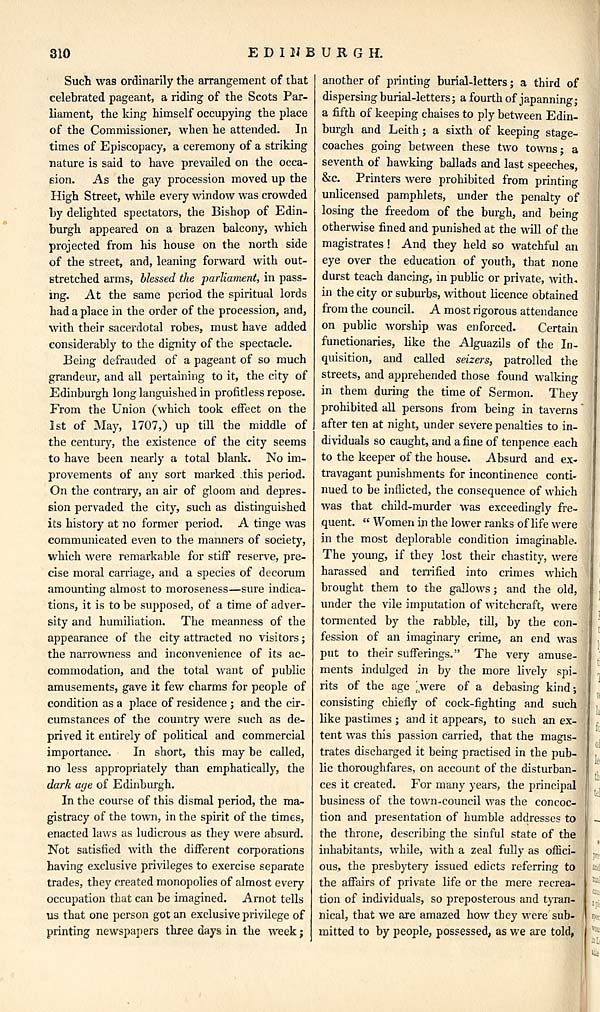 310
EDINBURGH.
Such was ordinarily the arrangement of that
celebrated pageant, a riding of the Scots Par-
liament, the king himself occupying the place
of the Commissioner, when he attended. In
times of Episcopacy, a ceremony of a striking
nature is said to have prevailed on the occa-
sion. As the gay procession moved up the
High Street, while every window was crowded
by delighted spectators, the Bishop of Edin-
burgh appeared on a brazen balcony, which
projected from his house on the north side
of the street, and, leaning forward with out-
stretched arms, blessed the parliament, in pass-
ing. At the same period the spiritual lords
had a place in the order of the procession, and,
with their sacerdotal robes, must have added
considerably to the dignity of the spectacle.
Being defrauded of a pageant of so much
grandeur, and all pertaining to it, the city of
Edinburgh long languished in profitless repose.
From the Union (which took effect on the
1st of May, 1707,) up till the middle of
the century, the existence of the city seems
to have been nearly a total blank. No im-
provements of any sort marked this period.
On the contrary, an air of gloom and depres-
sion pervaded the city, such as distinguished
its history at no former period. A tinge was
communicated even to the manners of society,
which were remarkable for stiff reserve, pre-
cise moral carriage, and a species of decorum
amounting almost to moroseness—sure indica-
tions, it is to be supposed, of a time of adver-
sity and humiliation. The meanness of the
appearance of the city attracted no visitors;
the narrowness and inconvenience of its ac-
commodation, and the total want of public
amusements, gave it few charms for people of
condition as a place of residence; and the cir-
cumstances of the country were such as de-
prived it entirely of political and commercial
importance. In short, this may be called,
no less appropriately than emphatically, the
dark age of Edinburgh.
In the course of this dismal period, the ma-
gistracy of the town, in the spirit of the times,
enacted laws as ludicrous as they were absurd.
Not satisfied with the different corporations
having exclusive privileges to exercise separate
trades, they created monopolies of almost every
occupation that can be imagined. Arnot tells
us that one person got an exclusive privilege of
printing newspapers three days in the week;
another of printing burial-letters; a third of
dispersing burial-letters; a fourth of japanning;
a fifth of keeping chaises to ply between Edin-
burgh and Leith; a sixth of keeping stage-
coaches going between these two towns; a
seventh of hawking ballads and last speeches,
&c. Printers were prohibited from printing
unlicensed pamphlets, under the penalty of
losing the freedom of the burgh, and being
otherwise fined and punished at the will of the
magistrates! And they held so watchful an
eye over the education of youth, that none
durst teach dancing, in public or private, with-
in the city or suburbs, without licence obtained
from the council. A most rigorous attendance
on public worship was enforced. Certain
functionaries, like the Alguazils of the In-
quisition, and called seizers, patrolled the
streets, and apprehended those found walking
in them during the time of Sermon. They
prohibited all persons from being in taverns
after ten at night, under severe penalties to in-
dividuals so caught, and a fine of tenpence each
to the keeper of the house. Absurd and ex-
travagant punishments for incontinence conti-
nued to be inflicted, the consequence of which
was that child-murder was exceedingly fre-
quent. “ Women in the lower ranks of life were
in the most deplorable condition imaginable.
The young, if they lost their chastity, were
harassed and terrified into crimes which
brought them to the gallows; and the old,
under the vile imputation of witchcraft, were
tormented by the rabble, till, by the con-
fession of an imaginary crime, an end was
put to their sufferings.” The very amuse-
ments indulged in by the more lively spi-
rits of the age were of a debasing kind;
consisting chiefly of cock-fighting and such
like pastimes; and it appears, to such an ex-
tent was this passion carried, that the magis-
trates discharged it being practised in the pub-
lic thoroughfares, on account of the disturban-
ces it created. For many years, the principal
business of the town-council was the concoc-
tion and presentation of humble addresses to
the throne, describing the sinful state of the
inhabitants, while, with a zeal fully as offici-
ous, the presbytery issued edicts referring to
the affairs of private life or the mere recrea-
tion of individuals, so preposterous and tyran-
nical, that we are amazed how they were sub-
mitted to by people, possessed, as we are told,